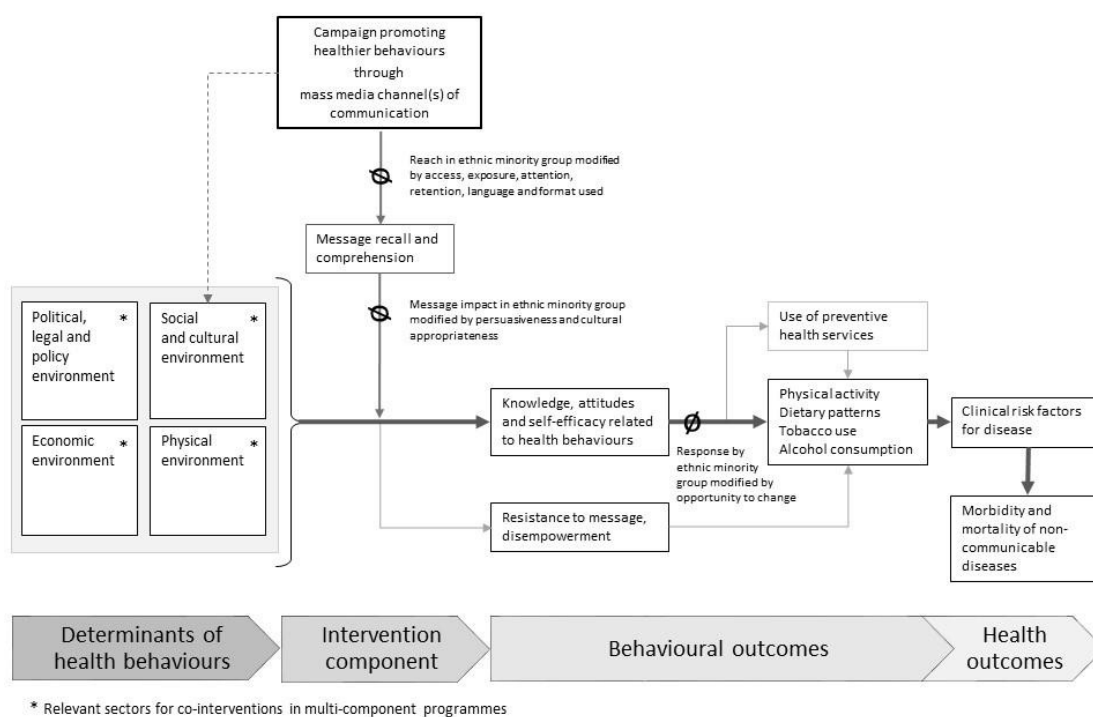 Campaign promoting
healthier behaviours
through
mass media channel(s) of
communication
Reach in ethnic minority group modified
by access, exposure, attention,
retention, language and format used
Message recall and
comprehension
Message impact in ethnic minority group
modified by persuasiveness and cultural
appropriateness
Political, *
legal and
policy
environment
Social *
and cultural
environment
Economic *
environment
Physical *
environment
Knowledge, attitudes
and self-efficacy related
to health behaviours
Response by
ethnic minority
group modified by
opportunity to change
Resistance to message,
disempowerment
Use of preventive
health services
Physical activity
Dietary patterns
Tobacco use
Alcohol consumption
Clinical risk factors
for disease
Morbidity and
mortality of non-
communicable
diseases
Determinants of
health behaviours
Intervention
component
Behavioural outcomes
Health
outcomes
* Relevant sectors for co-interventions in multi-component programmes